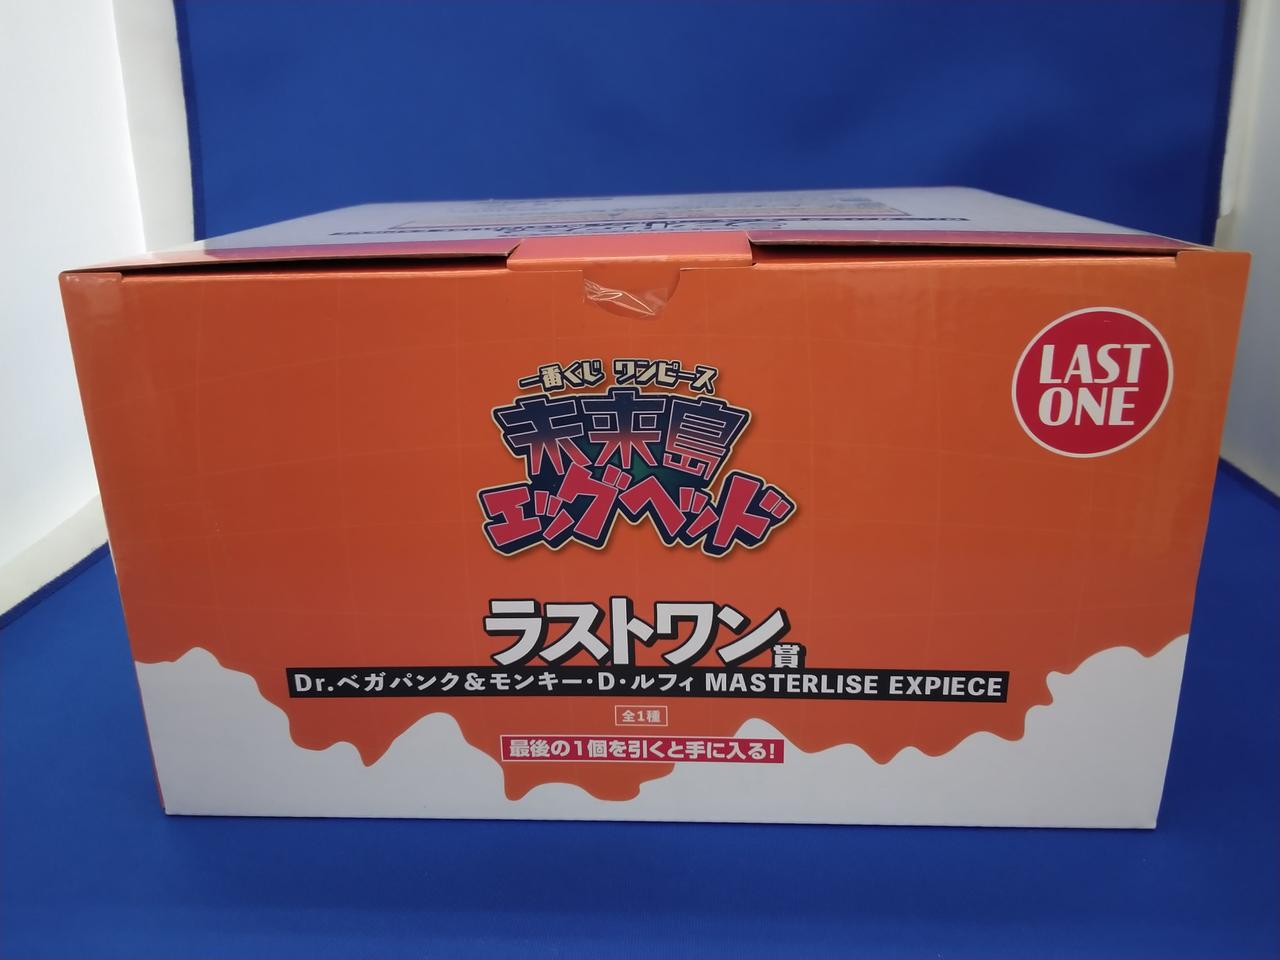 一番くじ ワンピース
未来島
エッグヘッド
LAST
ONE
ラストワン賞
Dr.ベガパンク&モンキー・D・ルフィ MASTERLISE EXPIECE
全1種
最後の1個を引くと手に入る!